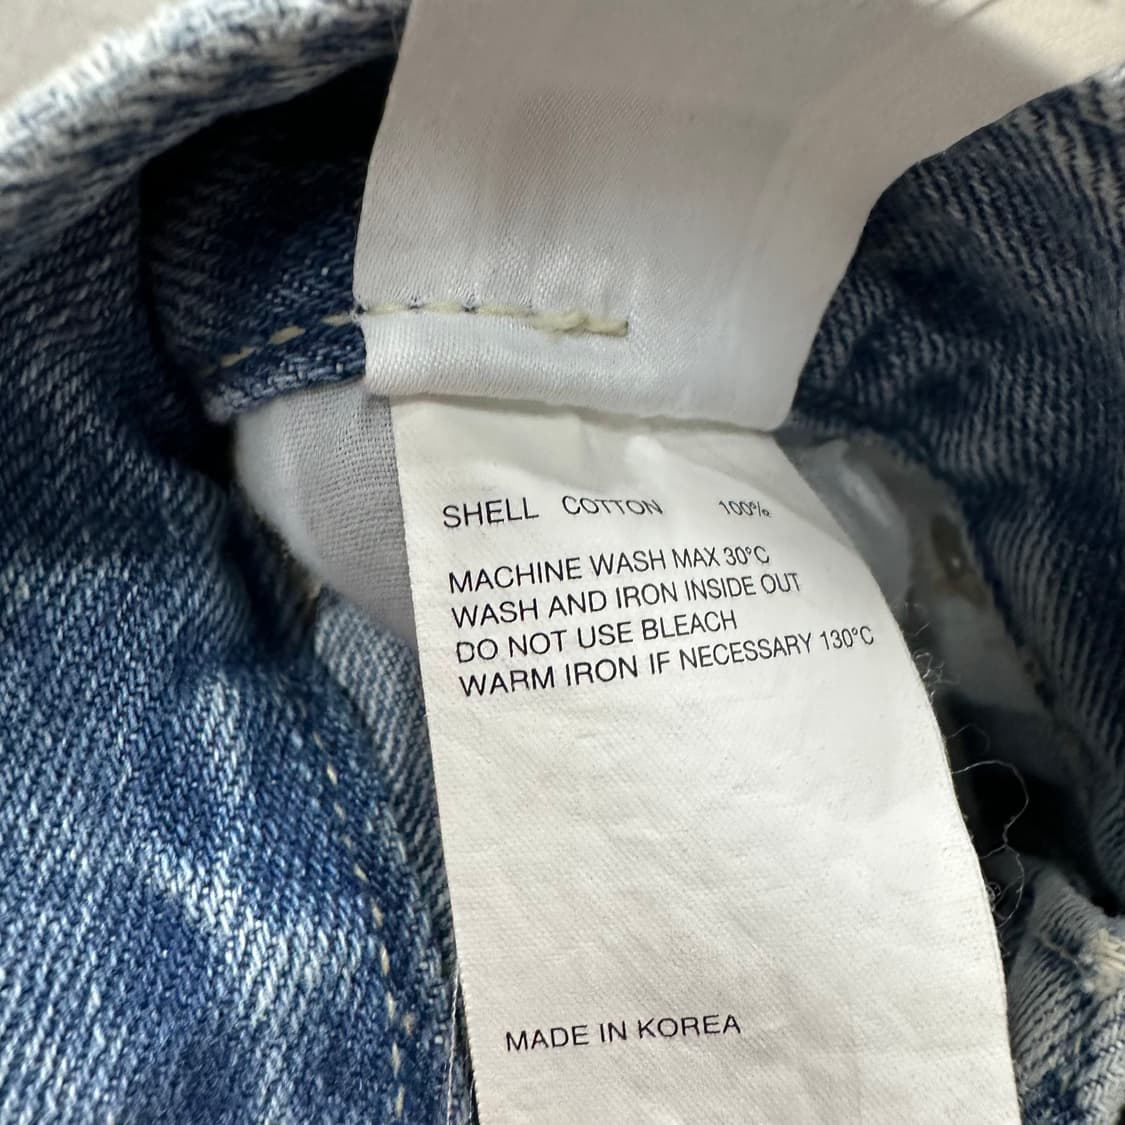 SHELL COTTON 100%
MACHINE WASH MAX 30°C
WASH AND IRON INSIDE OUT
DO NOT USE BLEACH
WARM IRON IF NECESSARY 130°C
MADE IN KOREA